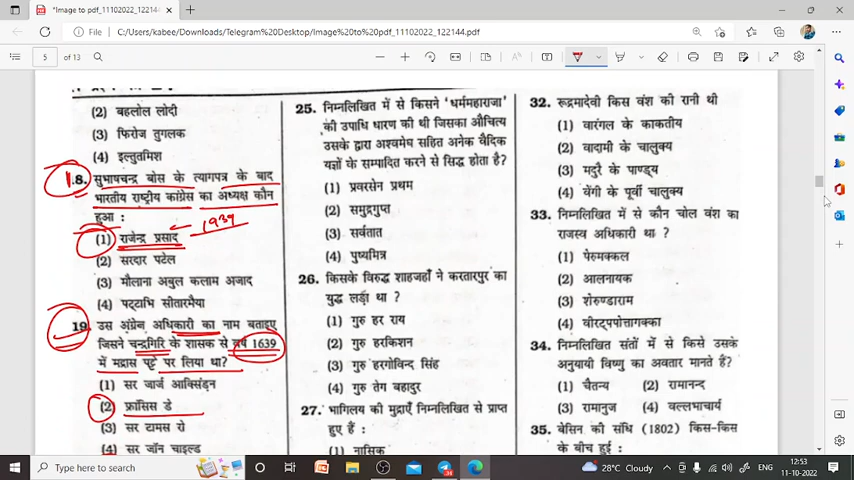 *Image to pdf_11102022_122144.p
File
C:/Users/kabee/Downloads/Telegram%20Desktop/Image%20to%20pdf_11102022_122144.pdf
5 of 13
(2) बहलोल लोदी
(3) फिरोज तुगलक
(4) इल्तुतमिश
18. सुभाषचन्द्र बोस के त्यागपत्र के बाद
भारतीय राष्ट्रीय कांग्रेस का अध्यक्ष कौन
हुआ :
1939
(1) राजेन्द्र प्रसाद
(2) सरदार पटेल
(3) मौलाना अबुल कलाम अजाद
(4) पट्टाभि सीतारमैया
19. उस अंग्रेज अधिकारी का नाम बताइए
जिसने चन्द्रगिरि के शासक से वर्ष 1639
में मद्रास पट्टे पर लिया था?
(1) सर जार्ज आक्सिडन
(2) फ्रांसिस डे
(3) सर टामस रो
(4) सर जॉन चाइल्ड
25. निम्नलिखित में से किसने 'धर्ममहाराजा'
की उपाधि धारण की थी जिसका औचित्य
उसके द्वारा अश्वमेघ सहित अनेक वैदिक
यज्ञों के सम्पादित करने से सिद्ध होता है?
(1) प्रवरसेन प्रथम
(2) समुद्रगुप्त
(3) सर्वतात
(4) पुष्यमित्र
26. किसके विरुद्ध शाहजहाँ ने करतारपुर का
युद्ध लड़ा था ?
(1) गुरु हर राय
(2) गुरु हरकिशन
(3) गुरु हरगोविन्द सिंह
(4) गुरु तेग बहादुर
27. भागिलय की मुद्राएँ निम्नलिखित से प्राप्त
हुए हैं :
(1) नासिक
32. रूद्रमादेवी किस वंश की रानी थी
(1) वारंगल के काकतीय
(2) वादामी के चालुक्य
(3) मदुरै के पाण्ड्य
(4) वेंगी के पूर्वी चालुक्य
33. निम्नलिखित में से कौन चोल वंश का
राजस्व अधिकारी था ?
(1) पेरुमक्कल
(2) आलनायक
(3) शेरुण्डाराम
(4) वीरट्पपोत्तागक्का
34. निम्नलिखित संतों में से किसे उसके
अनुयायी विष्णु का अवतार मानते हैं?
(1) चैतन्य (2) रामानन्द
(3) रामानुज (4) वल्लभाचार्य
35. बेसिन की संधि (1802) किस-किस
के बीच हुई :
Type here to search
28°C Cloudy
ENG
12:53
11-10-2022